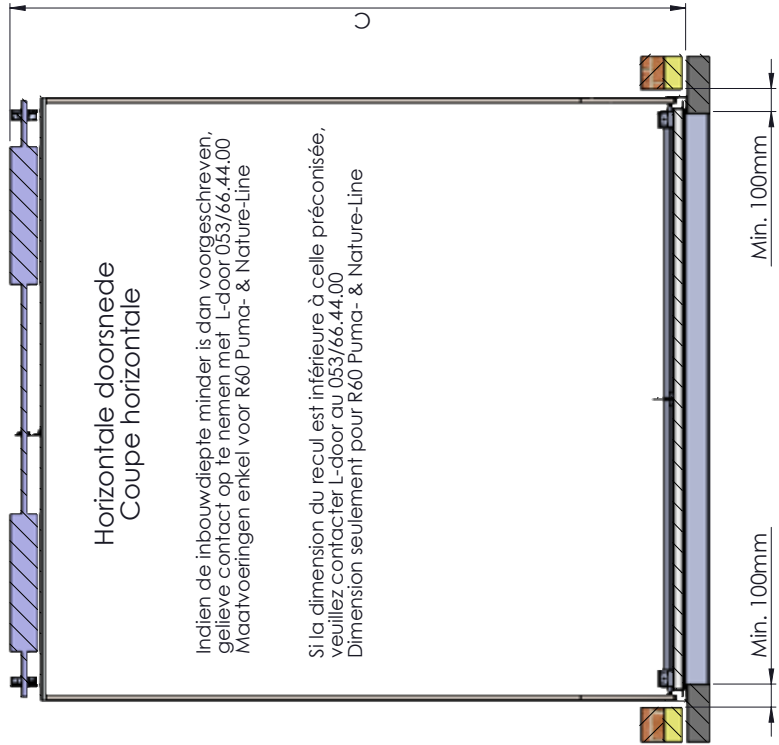 Horizontale doorsnede
Coupe horizontale
Indien de inbouwdiepte minder is dan voorgeschreven,
gelieve contact op te nemen met L-door 053/66.44.00
Maatvoeringen enkel voor R60 Puma- & Nature-Line
Si la dimension du recul est inférieure à celle préconisée,
veuillez contacter L-door au 053/66.44.00
Dimension seulement pour R60 Puma- & Nature-Line
C
Min. 100mm
Min. 100mm